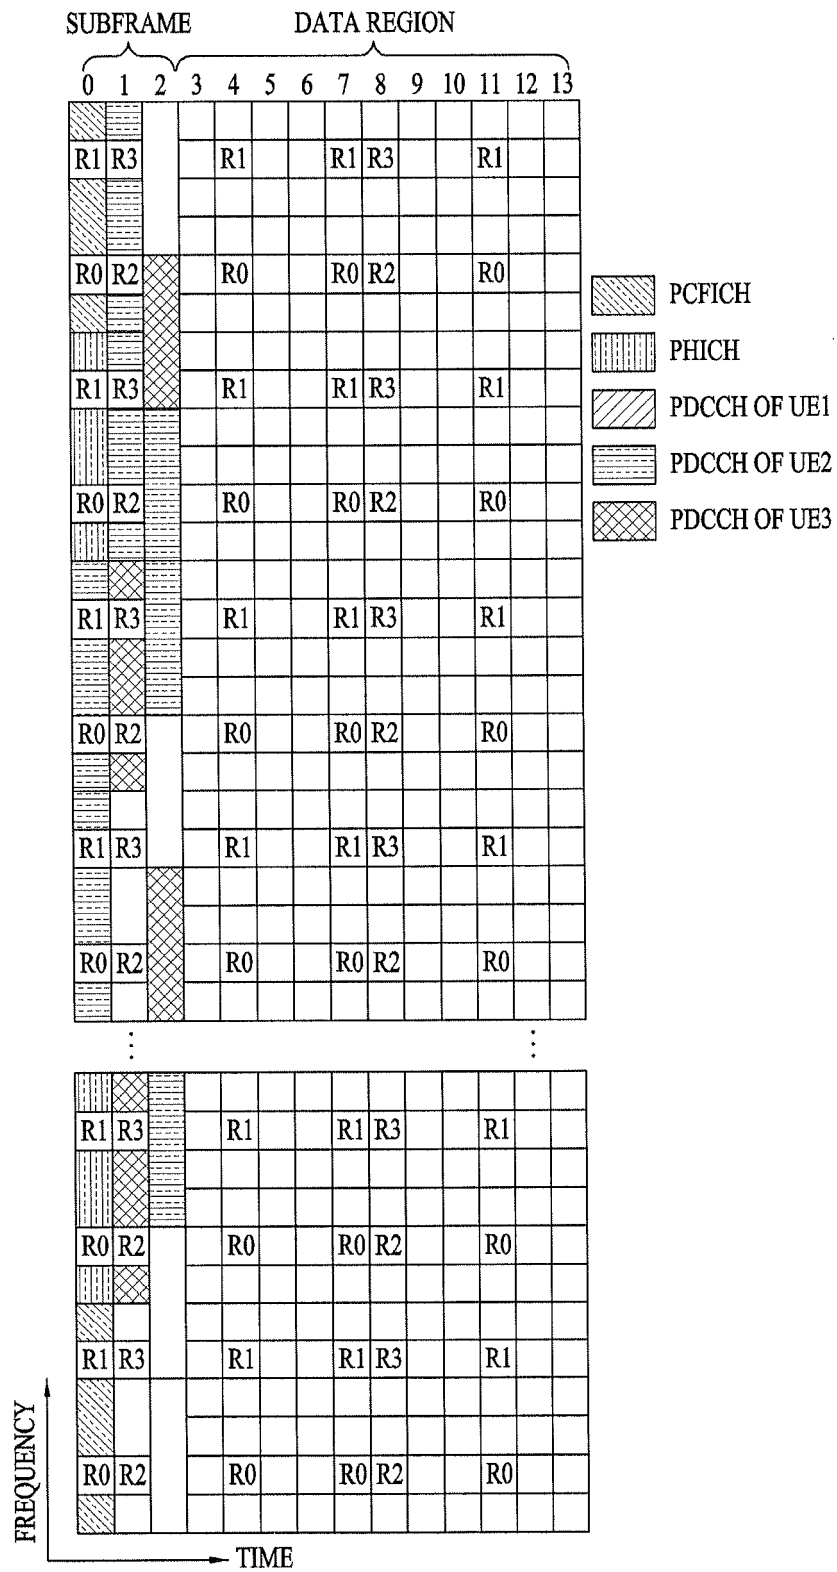 SUBFRAME DATA REGION
0 1 2 3 4 5 6 7 8 9 10 11 12 13
R1 R3 R1 R1 R3 R1
R0 R2 R0 R0 R2 R0
R1 R3 R1 R1 R3 R1
R0 R2 R0 R0 R2 R0
R1 R3 R1 R1 R3 R1
R0 R2 R0 R0 R2 R0
R1 R3 R1 R1 R3 R1
R0 R2 R0 R0 R2 R0
R1 R3 R1 R1 R3 R1
R0 R2 R0 R0 R2 R0
R1 R3 R1 R1 R3 R1
R0 R2 R0 R0 R2 R0
PCFICH
PHICH
PDCCH OF UE1
PDCCH OF UE2
PDCCH OF UE3
FREQUENCY
TIME